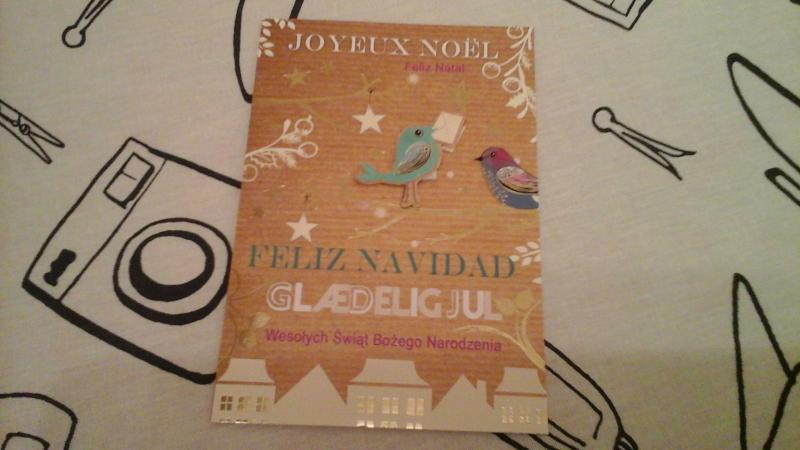 JOYEUX NOËL
Feliz Natal
FELIZ NAVIDAD
GLÆDELIG JUL
Wesołych Świąt Bożego Narodzenia